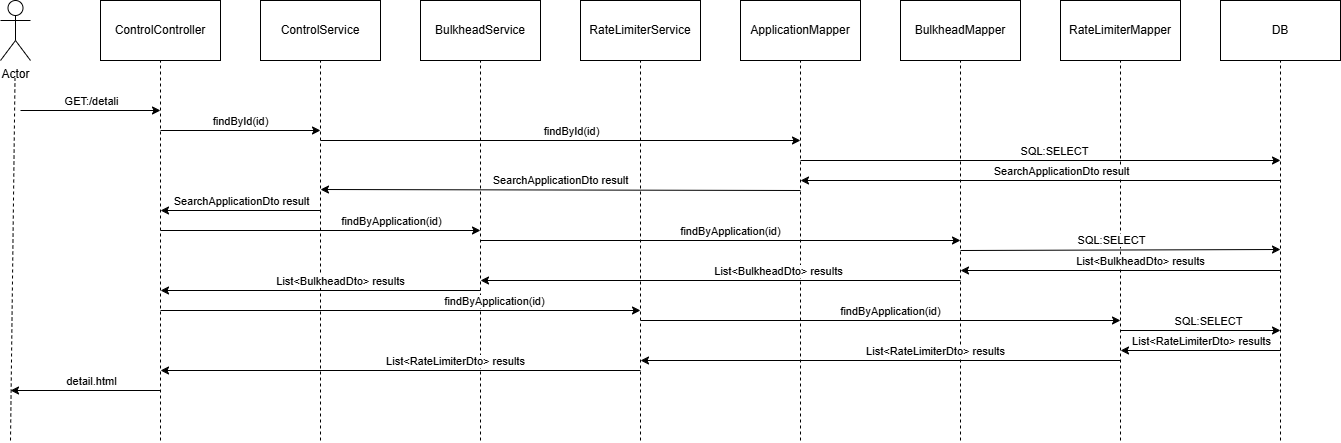 ControlController
ControlService
BulkheadService
RateLimiterService
ApplicationMapper
BulkheadMapper
RateLimiterMapper
DB
Actor
GET:/detali
findById(id)
findById(id)
SQL:SELECT
SearchApplicationDto result
SearchApplicationDto result
SearchApplicationDto result
findByApplication(id)
findByApplication(id)
SQL:SELECT
List<BulkheadDto> results
List<BulkheadDto> results
List<BulkheadDto> results
findByApplication(id)
findByApplication(id)
SQL:SELECT
List<RateLimiterDto> results
List<RateLimiterDto> results
List<RateLimiterDto> results
detail.html